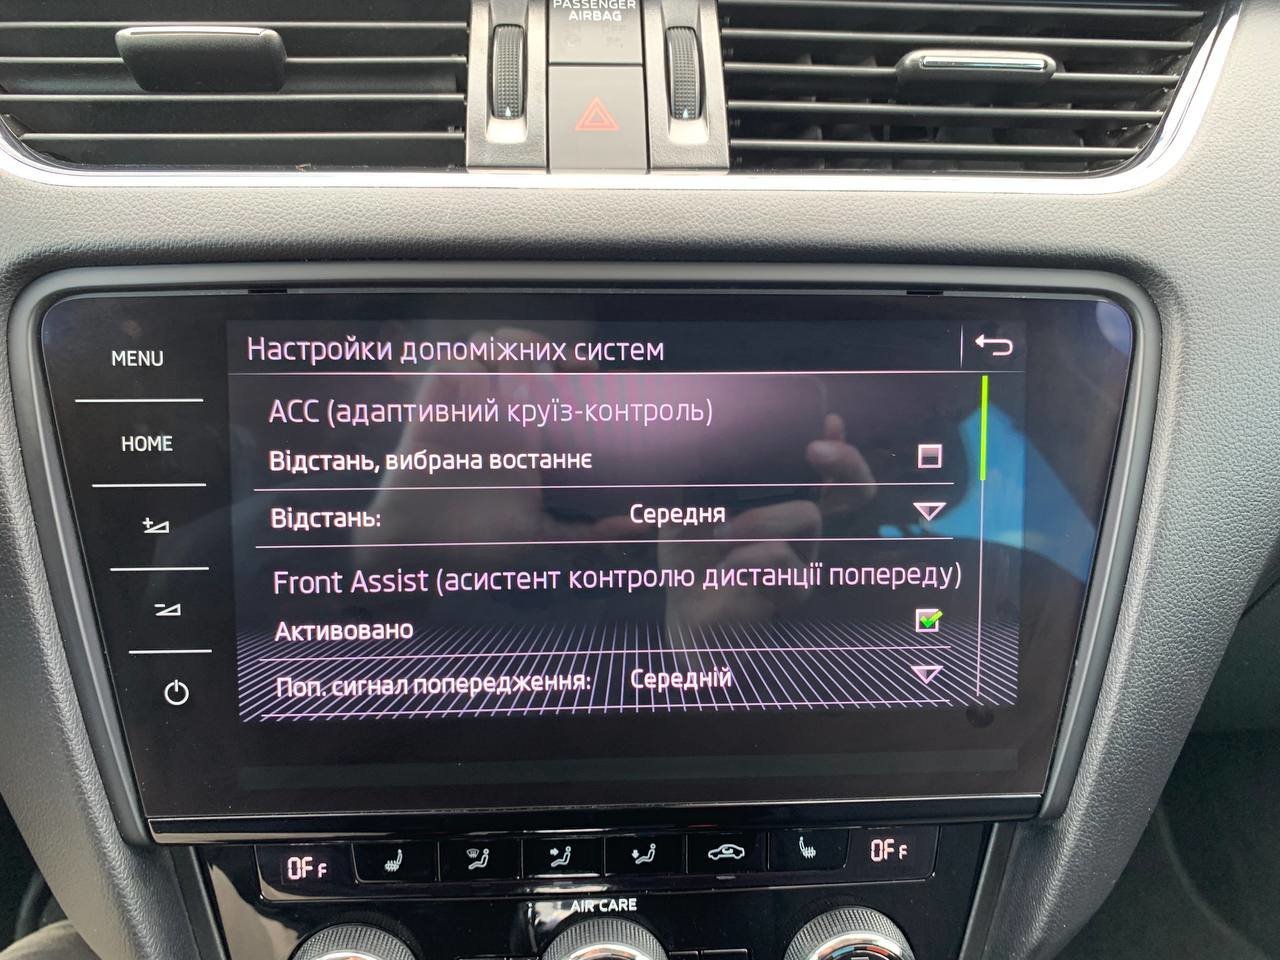 PASSENGER
AIRBAG
MENU
HOME
Настройки допоміжних систем
ACC (адаптивний круїз-контроль)
Відстань, вибрана востаннє
Відстань: Середня
Front Assist (асистент контролю дистанції попереду)
Активовано
Поп. сигнал попередження: Середній
OFF
OFF
AIR CARE